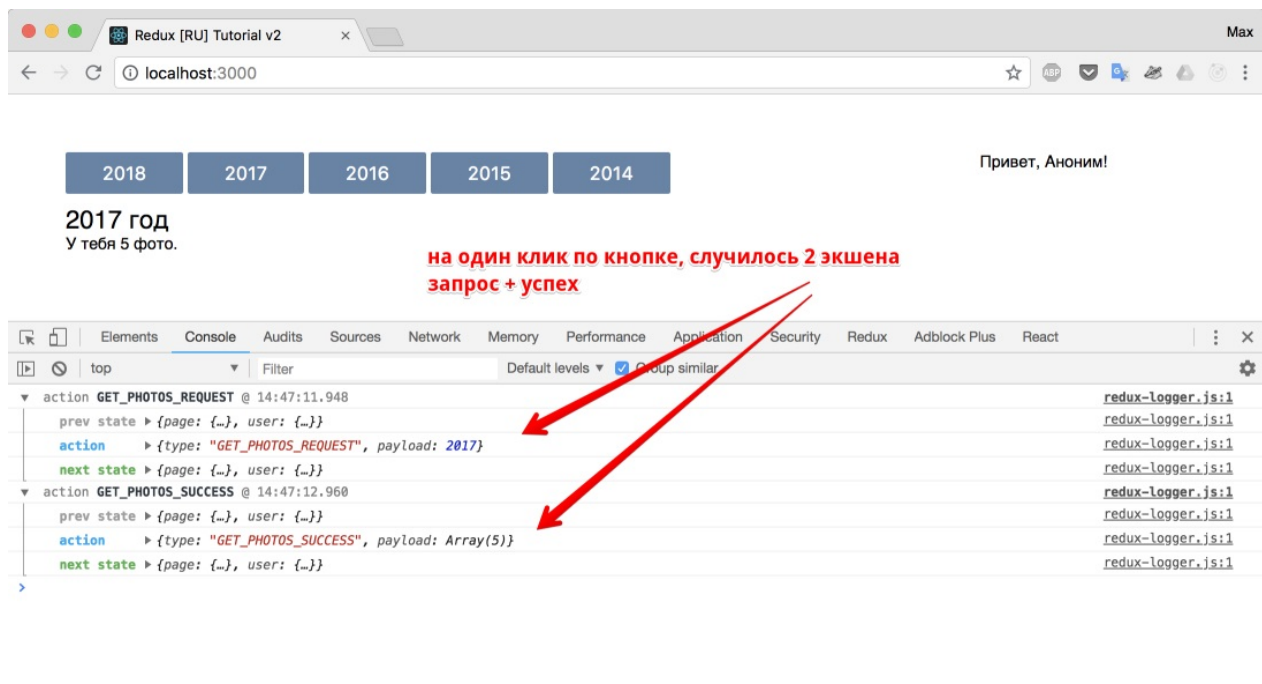 Redux [RU] Tutorial v2
Max
localhost:3000
ABP
2018 2017 2016 2015 2014
Привет, Аноним!
2017 год
У тебя 5 фото.
на один клик по кнопке, случилось 2 экшена
запрос + успех
Elements Console Audits Sources Network Memory Performance Application Security Redux Adblock Plus React
top Filter Default levels Group similar
action GET_PHOTOS_REQUEST @ 14:47:11.948 redux-logger.js:1
prev state {page: {…}, user: {…}} redux-logger.js:1
action {type: "GET_PHOTOS_REQUEST", payload: 2017} redux-logger.js:1
next state {page: {…}, user: {…}} redux-logger.js:1
action GET_PHOTOS_SUCCESS @ 14:47:12.960 redux-logger.js:1
prev state {page: {…}, user: {…}} redux-logger.js:1
action {type: "GET_PHOTOS_SUCCESS", payload: Array(5)} redux-logger.js:1
next state {page: {…}, user: {…}} redux-logger.js:1